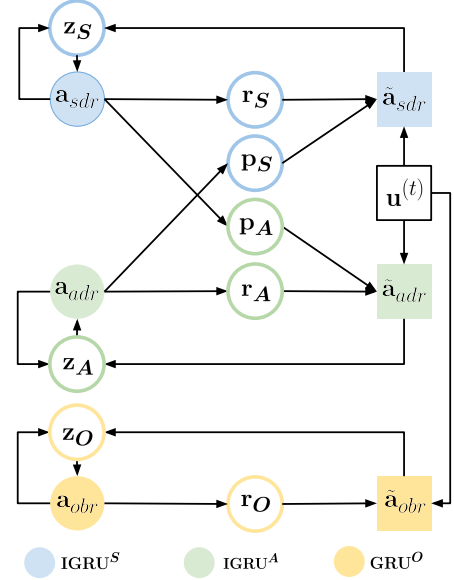 z_S
a_sdr r_S ã_sdr
p_S
u^(t)
p_A
a_adr r_A ã_adr
z_A
z_O
a_obr r_O ã_obr
IGRU^S IGRU^A GRU^O